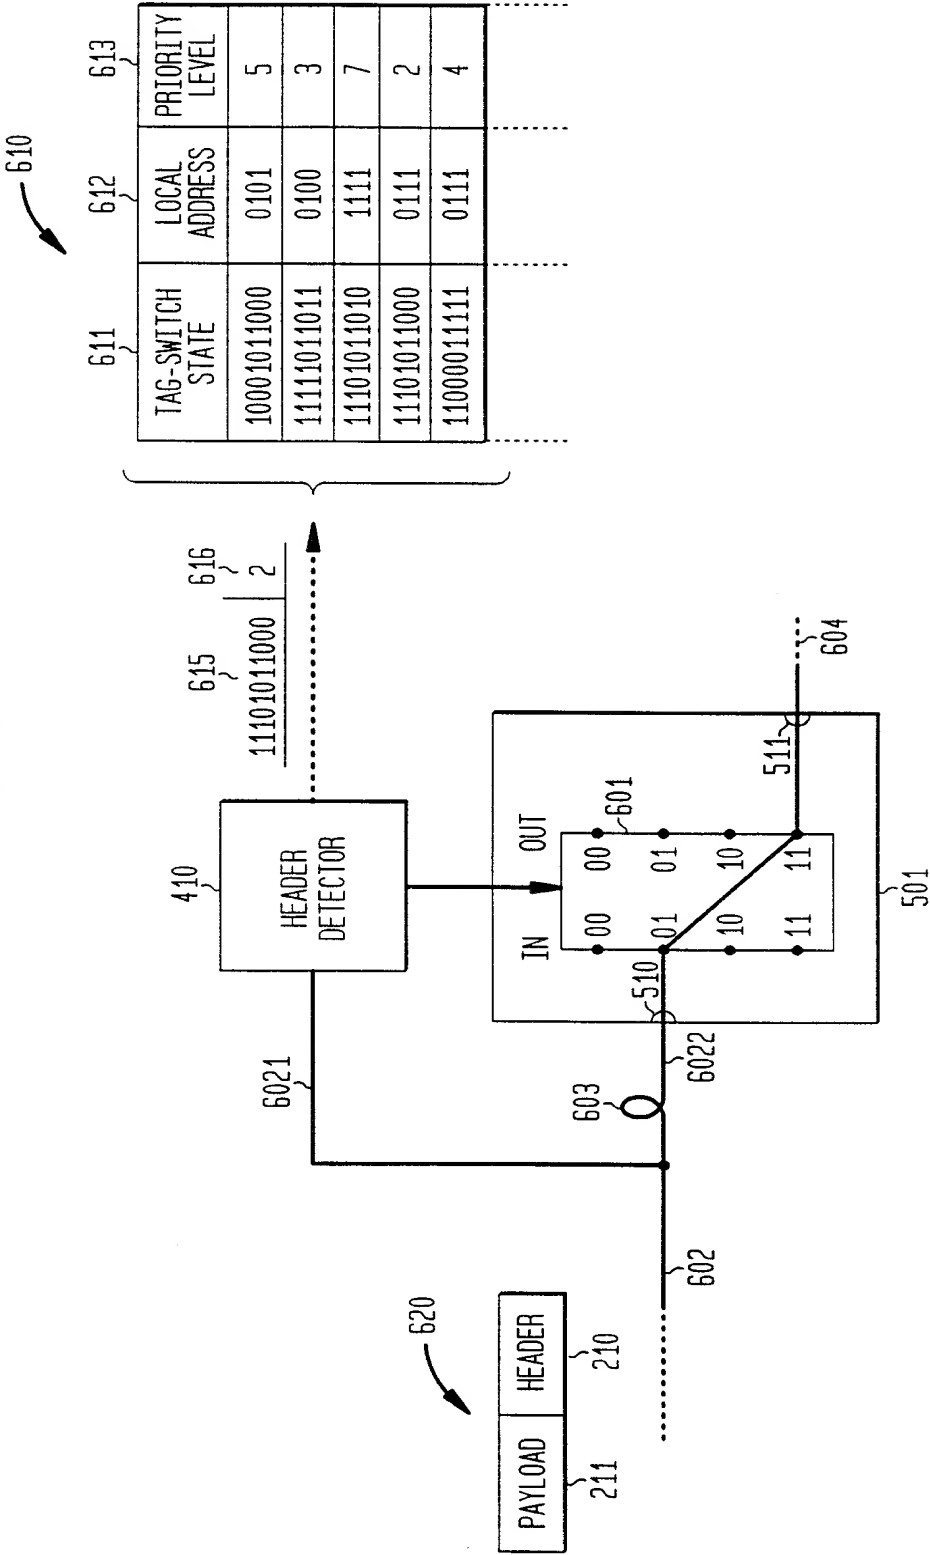 610
611
612
613
TAG-SWITCH STATE
LOCAL ADDRESS
PRIORITY LEVEL
10001011000 0101 5
11111011011 0100 3
11101011010 1111 7
11101011000 0111 2
11000011111 0111 4
615
616
11101011000 2
410
HEADER DETECTOR
6021
IN
OUT
00
00
601
01
01
10
10
11
11
510
511
501
603
6022
604
602
620
PAYLOAD
HEADER
211
210